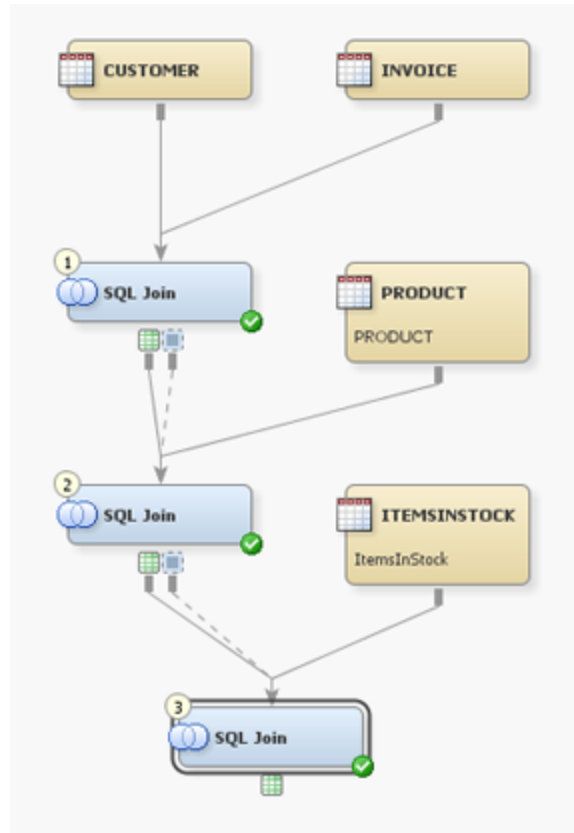 CUSTOMER
INVOICE
1
SQL Join
PRODUCT
PRODUCT
2
SQL Join
ITEMSINSTOCK
ItemsInStock
3
SQL Join